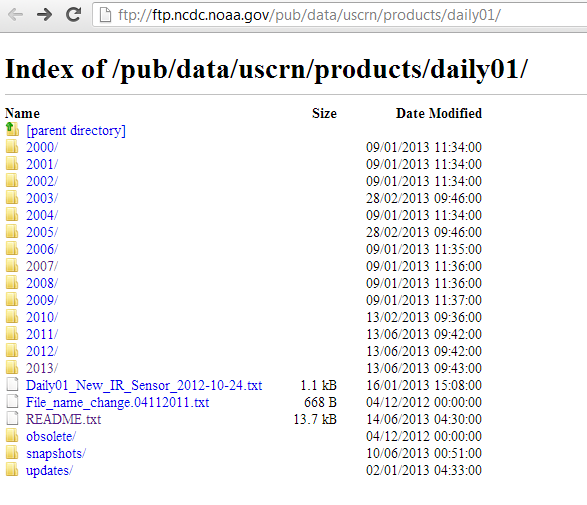 ftp://ftp.ncdc.noaa.gov/pub/data/uscrn/products/daily01/
Index of /pub/data/uscrn/products/daily01/
Name Size Date Modified
[parent directory]
2000/ 09/01/2013 11:34:00
2001/ 09/01/2013 11:34:00
2002/ 09/01/2013 11:34:00
2003/ 28/02/2013 09:46:00
2004/ 09/01/2013 11:34:00
2005/ 28/02/2013 09:46:00
2006/ 09/01/2013 11:35:00
2007/ 09/01/2013 11:36:00
2008/ 09/01/2013 11:36:00
2009/ 09/01/2013 11:37:00
2010/ 13/02/2013 09:36:00
2011/ 13/06/2013 09:42:00
2012/ 13/06/2013 09:42:00
2013/ 13/06/2013 09:43:00
Daily01_New_IR_Sensor_2012-10-24.txt 1.1 kB 16/01/2013 15:08:00
File_name_change.04112011.txt 668 B 04/12/2012 00:00:00
README.txt 13.7 kB 14/06/2013 04:30:00
obsolete/ 04/12/2012 00:00:00
snapshots/ 10/06/2013 00:51:00
updates/ 02/01/2013 04:33:00